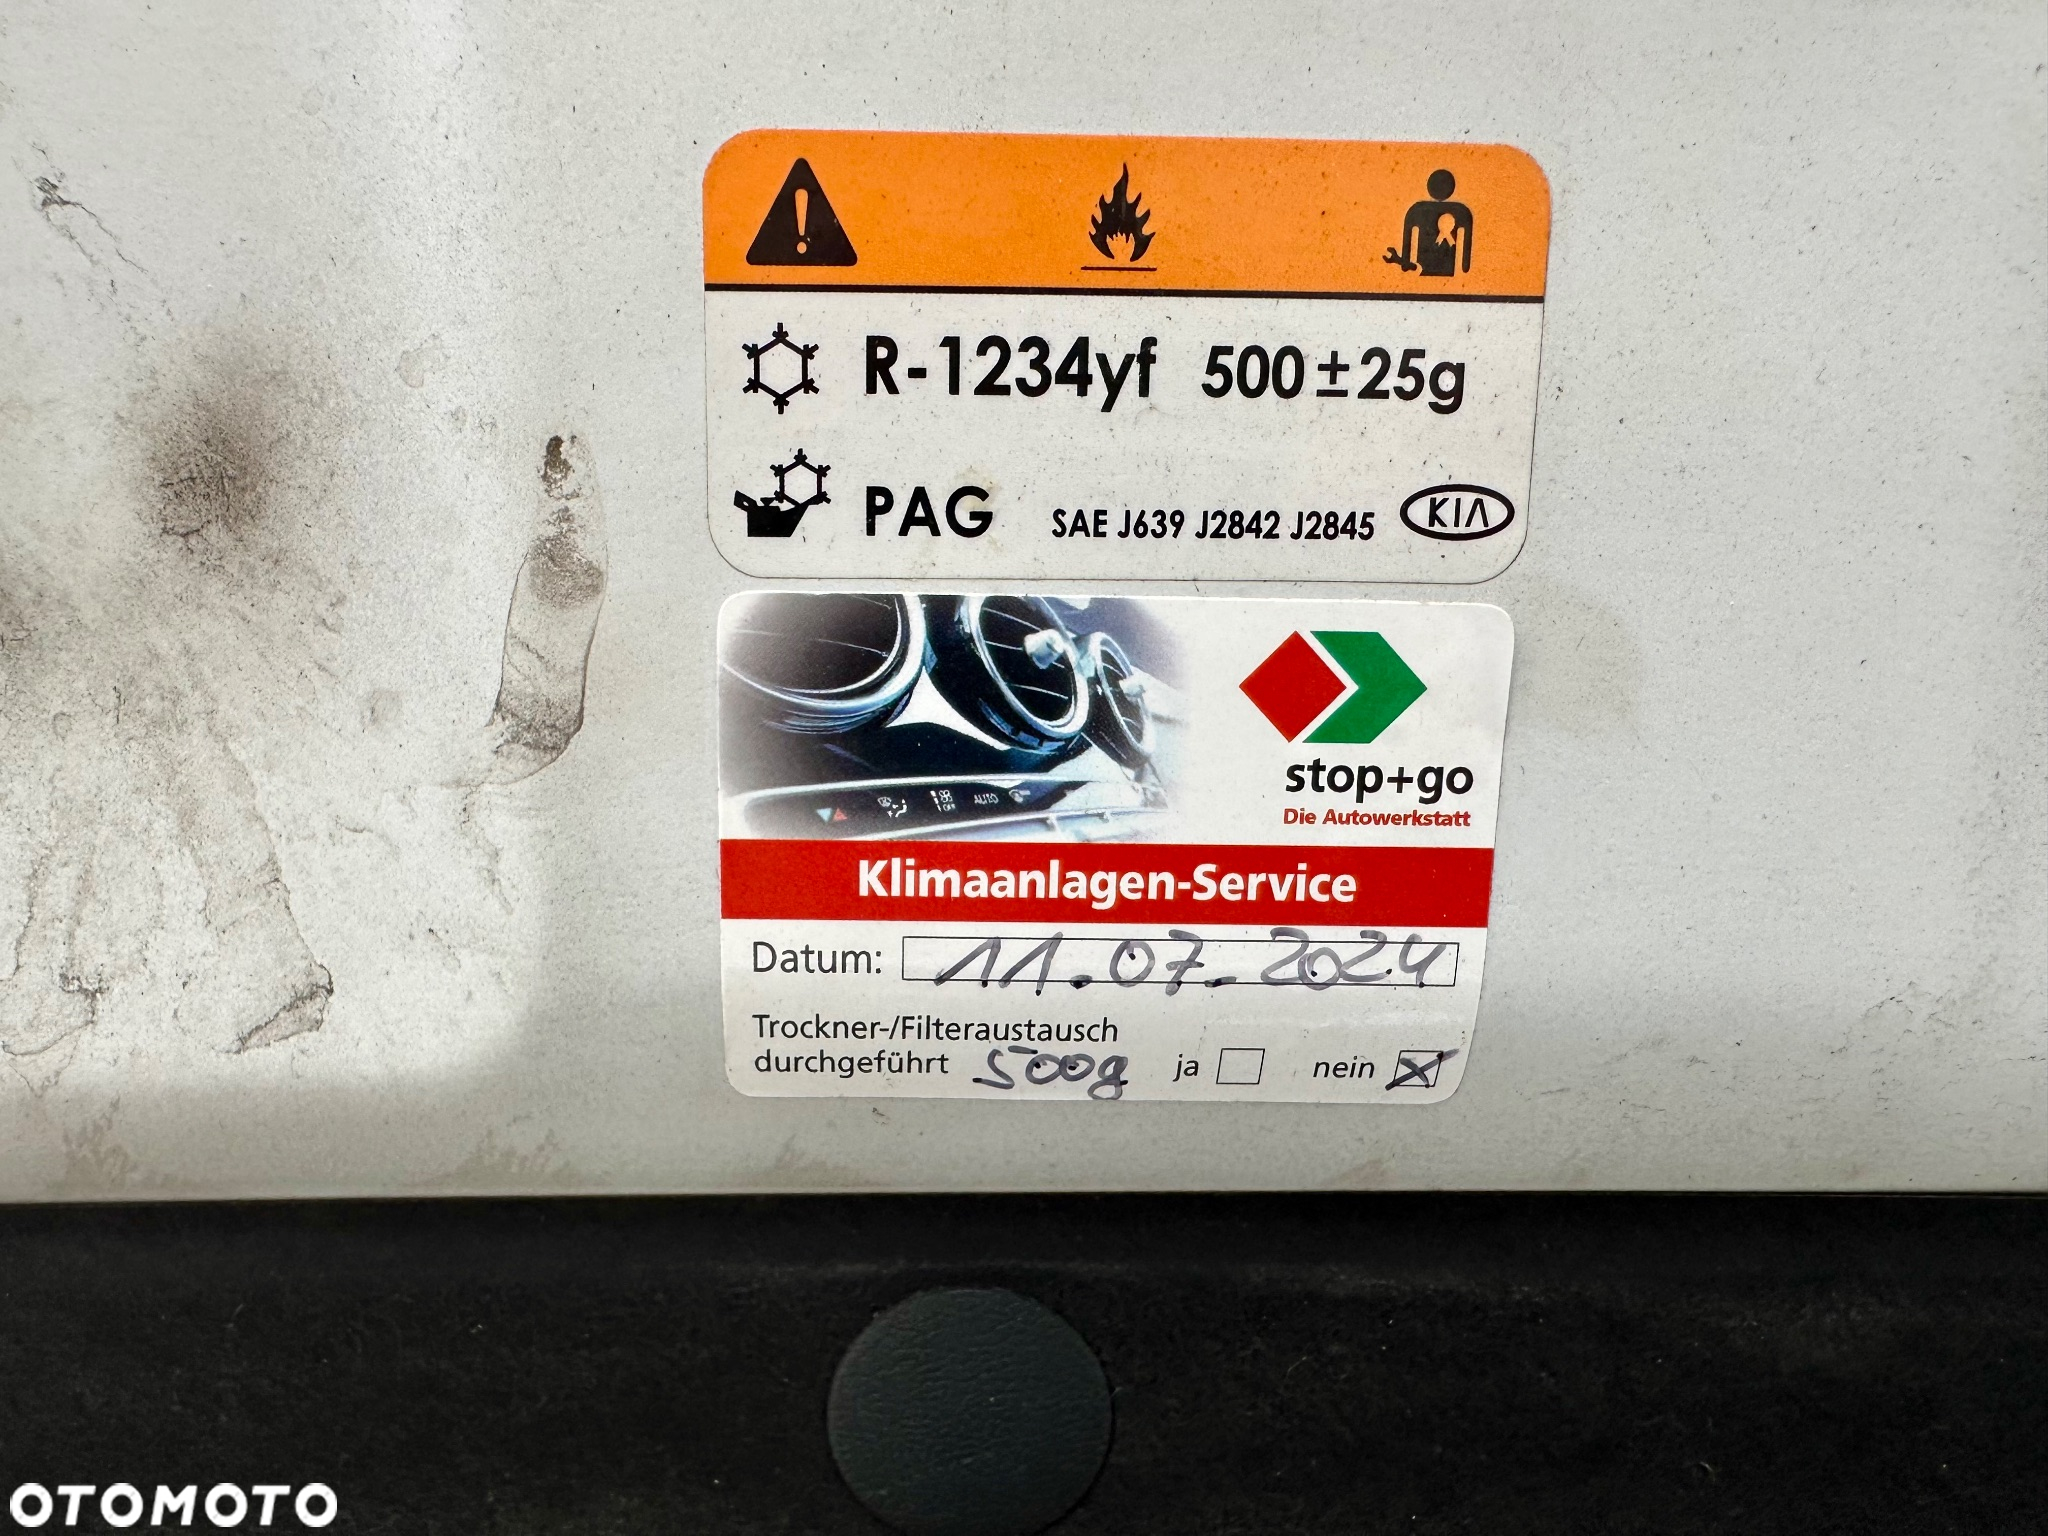 R-1234yf 500±25g
PAG SAE J639 J2842 J2845 KIA
AUTO
stop+go
Die Autowerkstatt
Klimaanlagen-Service
Datum: 11.07.2024
Trockner-/Filteraustausch
durchgeführt 500g ja nein X
OTOMOTO